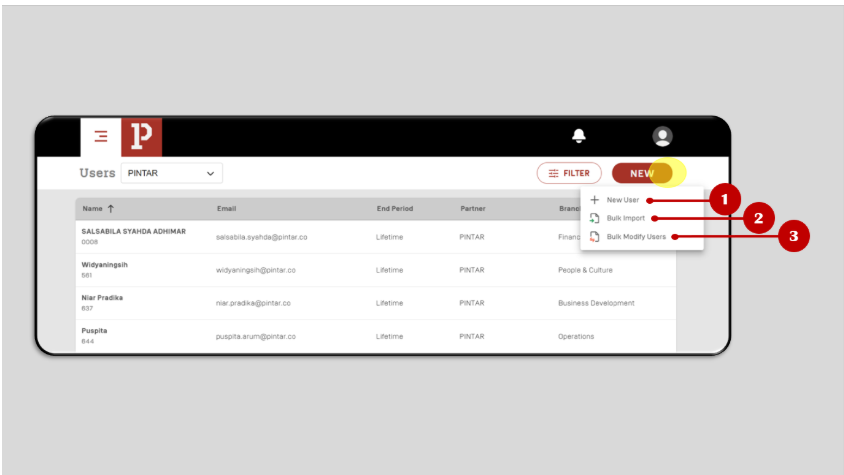 p
Users PINTAR
FILTER
NEW
New User 1
Bulk Import 2
Bulk Modify Users 3
Name Email End Period Partner
SALSABILA SYAHDA ADHIMAR
0008
salsabila.syahda@pintar.co Lifetime PINTAR
Widyaningsih
561
widyaningsih@pintar.co Lifetime PINTAR People & Culture
Niar Pradika
637
niar.pradika@pintar.co Lifetime PINTAR Business Development
Puspita
644
puspita.arum@pintar.co Lifetime PINTAR Operations